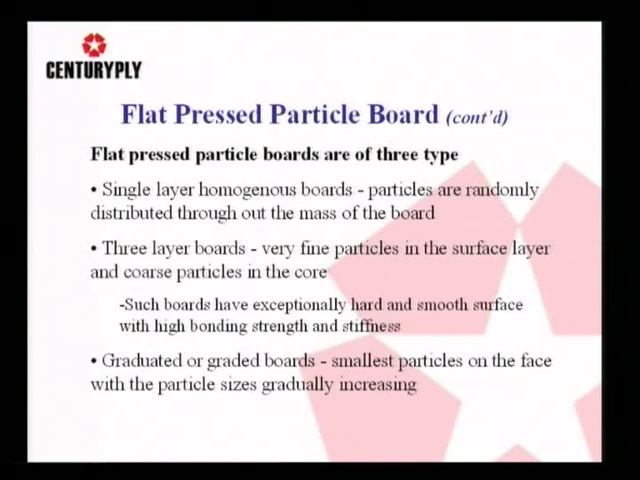 CENTURYPLY
Flat Pressed Particle Board (cont'd)
Flat pressed particle boards are of three type
• Single layer homogenous boards - particles are randomly
distributed through out the mass of the board
• Three layer boards - very fine particles in the surface layer
and coarse particles in the core
-Such boards have exceptionally hard and smooth surface
with high bonding strength and stiffness
• Graduated or graded boards - smallest particles on the face
with the particle sizes gradually increasing